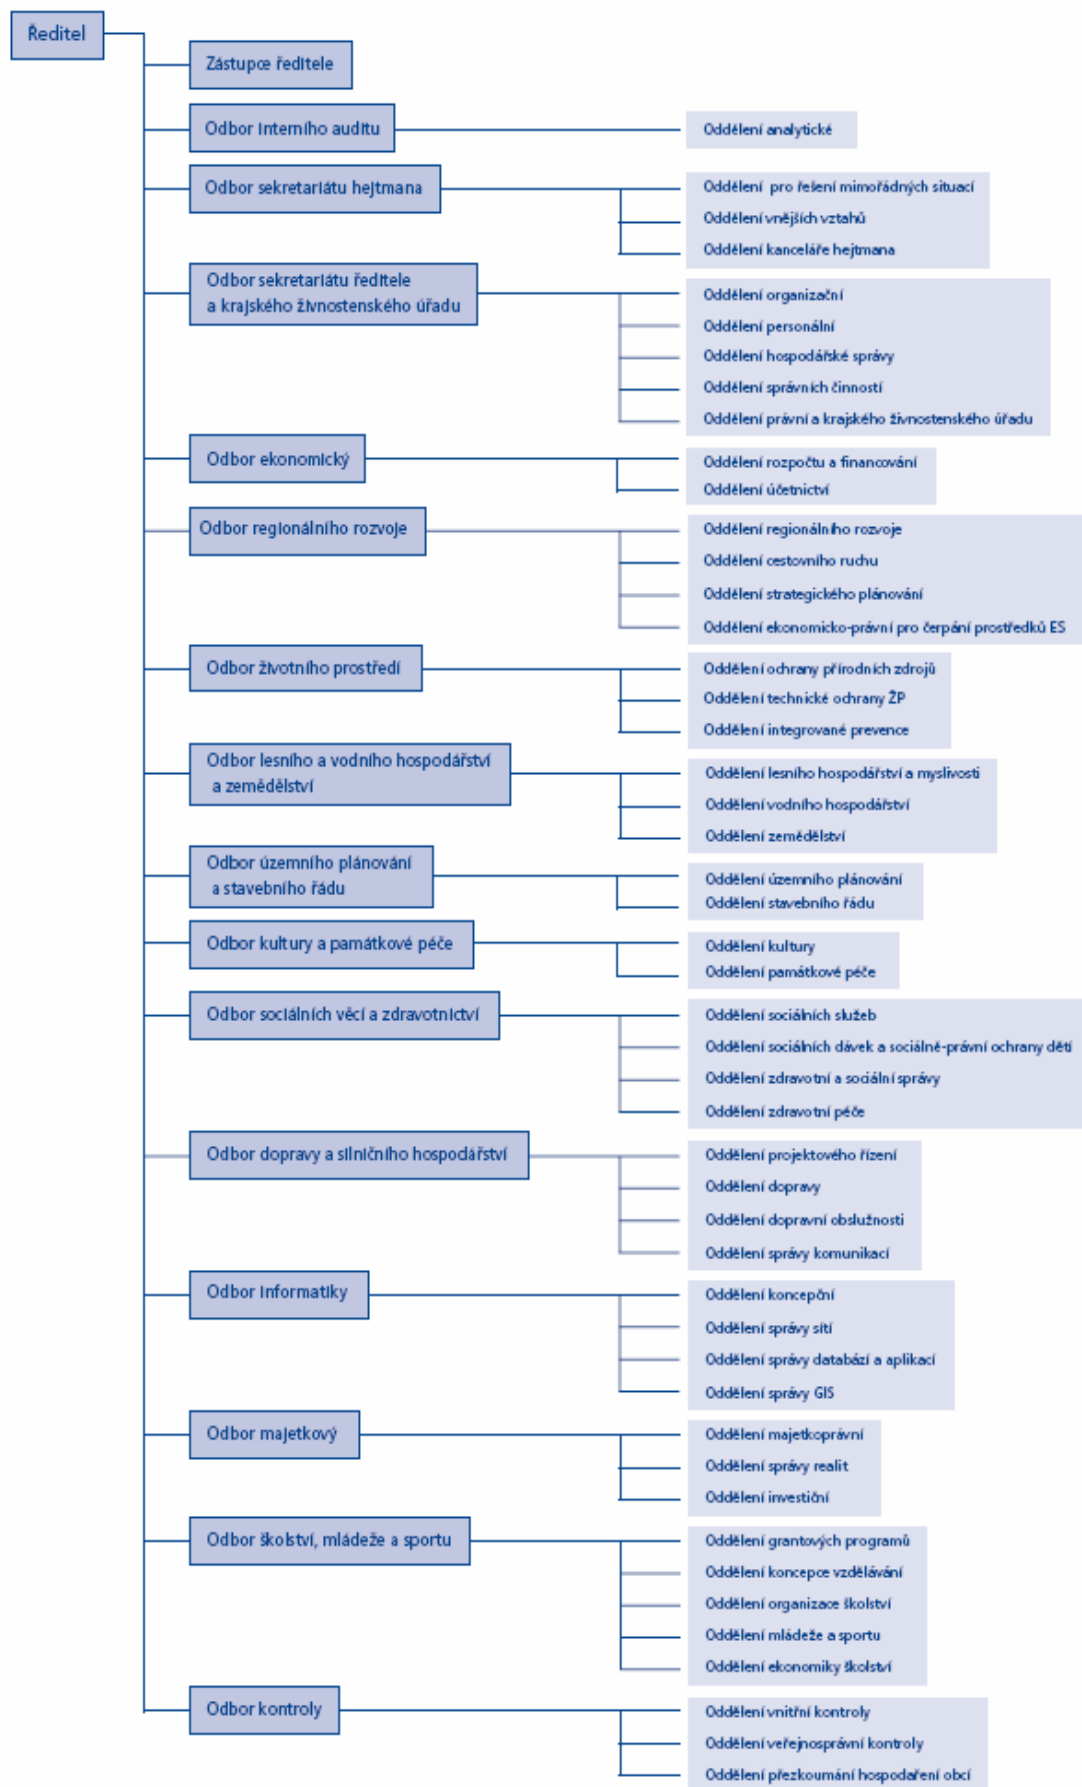 Ředitel
Zástupce ředitele
Odbor interního auditu
Oddělení analytické
Odbor sekretariátu hejtmana
Oddělení pro řešení mimořádných situací
Oddělení vnějších vztahů
Oddělení kanceláře hejtmana
Odbor sekretariátu ředitele
a krajského živnostenského úřadu
Oddělení organizační
Oddělení personální
Oddělení hospodářské správy
Oddělení správních činností
Oddělení právní a krajského živnostenského úřadu
Odbor ekonomický
Oddělení rozpočtu a financování
Oddělení účetnictví
Odbor regionálního rozvoje
Oddělení regionálního rozvoje
Oddělení cestovního ruchu
Oddělení strategického plánování
Oddělení ekonomicko-právní pro čerpání prostředků ES
Odbor životního prostředí
Oddělení ochrany přírodních zdrojů
Oddělení technické ochrany ŽP
Oddělení integrované prevence
Odbor lesního a vodního hospodářství
a zemědělství
Oddělení lesního hospodářství a myslivosti
Oddělení vodního hospodářství
Oddělení zemědělství
Odbor územního plánování
a stavebního řádu
Oddělení územního plánování
Oddělení stavebního řádu
Odbor kultury a památkové péče
Oddělení kultury
Oddělení památkové péče
Odbor sociálních věcí a zdravotnictví
Oddělení sociálních služeb
Oddělení sociálních dávek a sociálně-právní ochrany dětí
Oddělení zdravotní a sociální správy
Oddělení zdravotní péče
Odbor dopravy a silničního hospodářství
Oddělení projektového řízení
Oddělení dopravy
Oddělení dopravní obslužnosti
Oddělení správy komunikací
Odbor informatiky
Oddělení koncepční
Oddělení správy sítí
Oddělení správy databází a aplikací
Oddělení správy GIS
Odbor majetkový
Oddělení majetkoprávní
Oddělení správy realit
Oddělení investiční
Odbor školství, mládeže a sportu
Oddělení grantových programů
Oddělení koncepce vzdělávání
Oddělení organizace školství
Oddělení mládeže a sportu
Oddělení ekonomiky školství
Odbor kontroly
Oddělení vnitřní kontroly
Oddělení veřejnosprávní kontroly
Oddělení přezkoumání hospodaření obcí